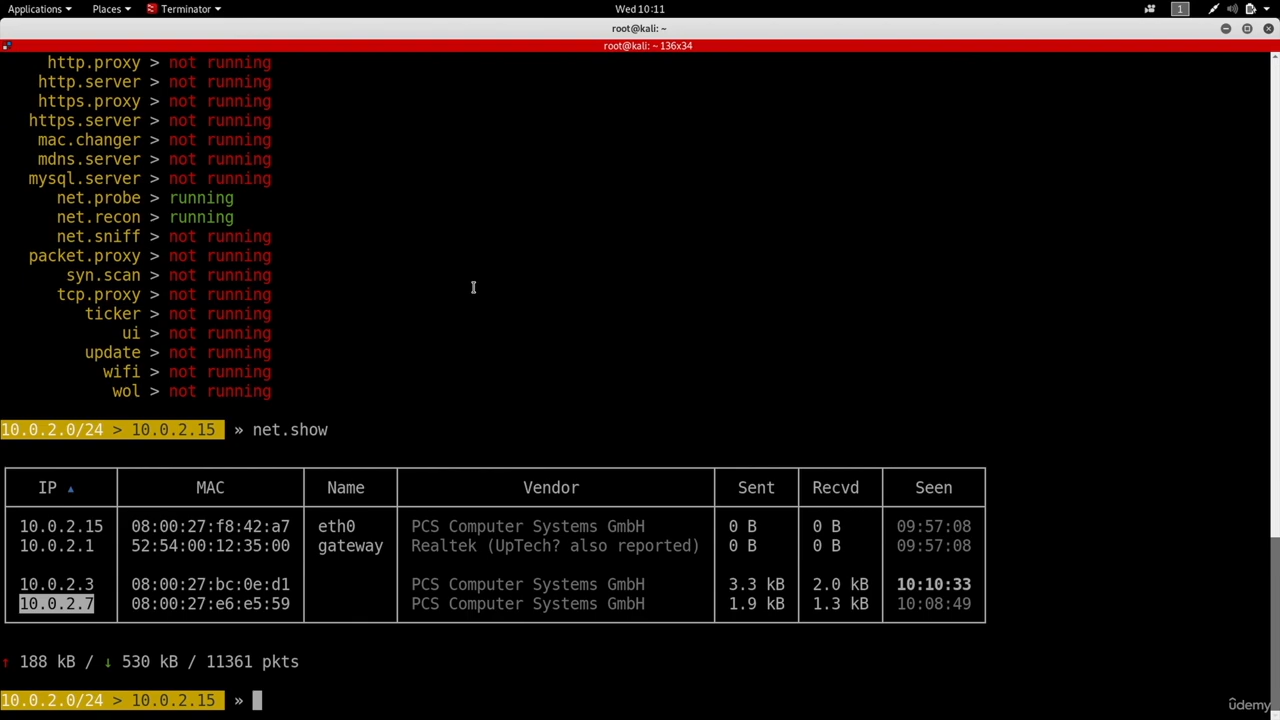 Applications Places Terminator Wed 10:11 1
root@kali: ~
root@kali: ~ 136x34
http.proxy > not running
http.server > not running
https.proxy > not running
https.server > not running
mac.changer > not running
mdns.server > not running
mysql.server > not running
net.probe > running
net.recon > running
net.sniff > not running
packet.proxy > not running
syn.scan > not running
tcp.proxy > not running
ticker > not running
ui > not running
update > not running
wifi > not running
wol > not running
10.0.2.0/24 > 10.0.2.15 » net.show
IP ▲ MAC Name Vendor Sent Recvd Seen
10.0.2.15 08:00:27:f8:42:a7 eth0 PCS Computer Systems GmbH 0 B 0 B 09:57:08
10.0.2.1 52:54:00:12:35:00 gateway Realtek (UpTech? also reported) 0 B 0 B 09:57:08
10.0.2.3 08:00:27:bc:0e:d1 PCS Computer Systems GmbH 3.3 kB 2.0 kB 10:10:33
10.0.2.7 08:00:27:e6:e5:59 PCS Computer Systems GmbH 1.9 kB 1.3 kB 10:08:49
↑ 188 kB / ↓ 530 kB / 11361 pkts
10.0.2.0/24 > 10.0.2.15 »
ûdemy